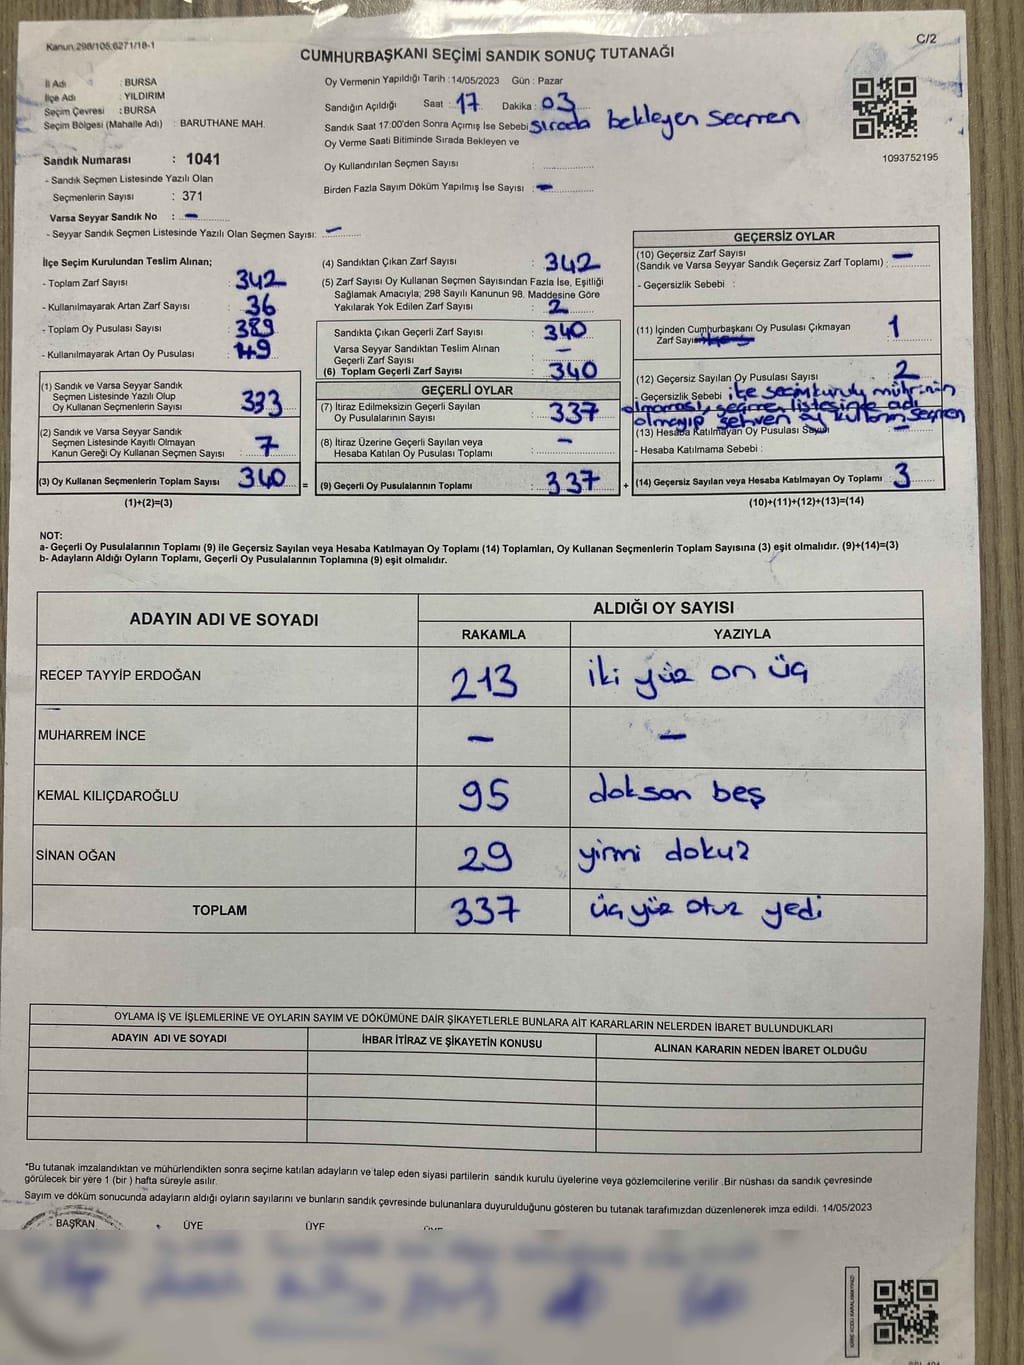 Kanun 298/105,6271/18-1
C/2
CUMHURBAŞKANI SEÇİMİ SANDIK SONUÇ TUTANAĞI
İl Adı : BURSA
İlçe Adı : YILDIRIM
Seçim Çevresi : BURSA
Seçim Bölgesi (Mahalle Adı) : BARUTHANE MAH.
Sandık Numarası : 1041
- Sandık Seçmen Listesinde Yazılı Olan
Seçmenlerin Sayısı : 371
Varsa Seyyar Sandık No : -
- Seyyar Sandık Seçmen Listesinde Yazılı Olan Seçmen Sayısı: -
Oy Vermenin Yapıldığı Tarih : 14/05/2023 Gün : Pazar
Sandığın Açıldığı Saat : 17 Dakika : 03
Sandık Saat 17:00'den Sonra Açımış İse Sebebi sırada bekleyen seçmen
Oy Verme Saati Bitiminde Sırada Bekleyen ve
Oy Kullandırılan Seçmen Sayısı :
Birden Fazla Sayım Döküm Yapılmış İse Sayısı : -
1093752195
İlçe Seçim Kurulundan Teslim Alınan;
- Toplam Zarf Sayısı : 342
- Kullanılmayarak Artan Zarf Sayısı : 36
- Toplam Oy Pusulası Sayısı : 389
- Kullanılmayarak Artan Oy Pusulası : 49
(1) Sandık ve Varsa Seyyar Sandık
Seçmen Listesinde Yazılı Olup
Oy Kullanan Seçmenlerin Sayısı : 333
(2) Sandık ve Varsa Seyyar Sandık
Seçmen Listesinde Kayıtlı Olmayan
Kanun Gereği Oy Kullanan Seçmen Sayısı : 7
(3) Oy Kullanan Seçmenlerin Toplam Sayısı : 340
(1)+(2)=(3)
(4) Sandıktan Çıkan Zarf Sayısı : 342
(5) Zarf Sayısı Oy Kullanan Seçmen Sayısından Fazla İse, Eşitliği
Sağlamak Amacıyla; 298 Sayılı Kanunun 98. Maddesine Göre
Yakılarak Yok Edilen Zarf Sayısı : 2
Sandıkta Çıkan Geçerli Zarf Sayısı : 340
Varsa Seyyar Sandıktan Teslim Alınan
Geçerli Zarf Sayısı : -
(6) Toplam Geçerli Zarf Sayısı : 340
GEÇERLİ OYLAR
(7) İtiraz Edilmeksizin Geçerli Sayılan
Oy Pusulalarının Sayısı : 337
(8) İtiraz Üzerine Geçerli Sayılan veya
Hesaba Katılan Oy Pusulası Toplamı : -
= (9) Geçerli Oy Pusulalarının Toplamı : 337
GEÇERSİZ OYLAR
(10) Geçersiz Zarf Sayısı
(Sandık ve Varsa Seyyar Sandık Geçersiz Zarf Toplamı) : -
- Geçersizlik Sebebi :
(11) İçinden Cumhurbaşkanı Oy Pusulası Çıkmayan
Zarf Sayısı 1
(12) Geçersiz Sayılan Oy Pusulası Sayısı : 2
- Geçersizlik Sebebi : ilçe seçim kurulu mührünün
olmaması, seçmen listesinde adı
olmayıp sehven oy kullanan seçmen
(13) Hesaba Katılmayan Oy Pusulası Sayısı : -
- Hesaba Katılmama Sebebi :
+ (14) Geçersiz Sayılan veya Hesaba Katılmayan Oy Toplamı : 3
(10)+(11)+(12)+(13)=(14)
NOT:
a- Geçerli Oy Pusulalarının Toplamı (9) ile Geçersiz Sayılan veya Hesaba Katılmayan Oy Toplamı (14) Toplamları, Oy Kullanan Seçmenlerin Toplam Sayısına (3) eşit olmalıdır. (9)+(14)=(3)
b- Adayların Aldığı Oyların Toplamı, Geçerli Oy Pusulalarının Toplamına (9) eşit olmalıdır.
ADAYIN ADI VE SOYADI ALDIĞI OY SAYISI
RAKAMLA YAZIYLA
RECEP TAYYİP ERDOĞAN 213 iki yüz on üç
MUHARREM İNCE - -
KEMAL KILIÇDAROĞLU 95 doksan beş
SİNAN OĞAN 29 yirmi dokuz
TOPLAM 337 üç yüz otuz yedi
OYLAMA İŞ VE İŞLEMLERİNE VE OYLARIN SAYIM VE DÖKÜMÜNE DAİR ŞİKAYETLERLE BUNLARA AİT KARARLARIN NELERDEN İBARET BULUNDUKLARI
ADAYIN ADI VE SOYADI İHBAR İTİRAZ VE ŞİKAYETİN KONUSU ALINAN KARARIN NEDEN İBARET OLDUĞU
*Bu tutanak imzalandıktan ve mühürlendikten sonra seçime katılan adayların ve talep eden siyasi partilerin sandık kurulu üyelerine veya gözlemcilerine verilir .Bir nüshası da sandık çevresinde
görülecek bir yere 1 (bir ) hafta süreyle asılır.
Sayım ve döküm sonucunda adayların aldığı oyların sayılarını ve bunların sandık çevresinde bulunanlara duyurulduğunu gösteren bu tutanak tarafımızdan düzenlenerek imza edildi. 14/05/2023
BAŞKAN ÜYE ÜYE